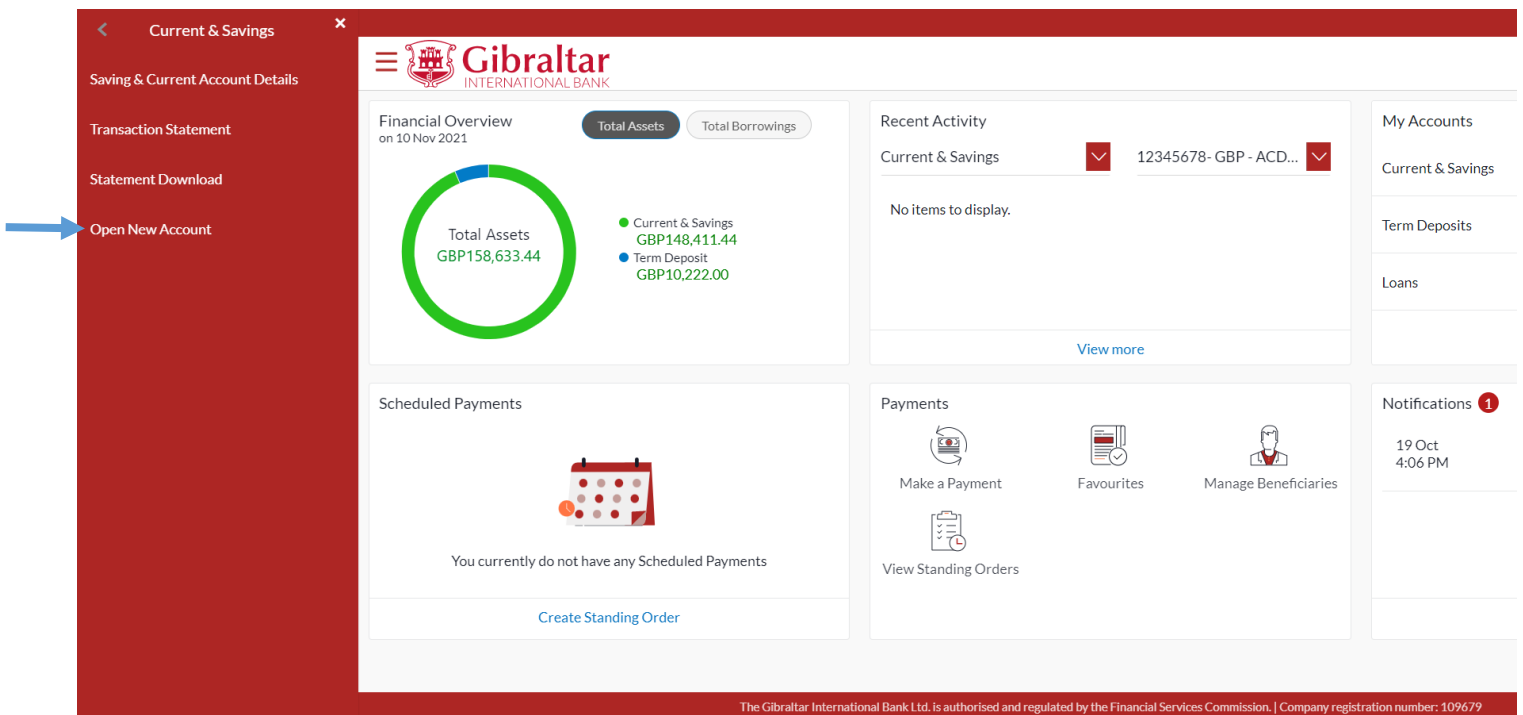 Current & Savings
Saving & Current Account Details
Transaction Statement
Statement Download
Open New Account
Gibraltar
INTERNATIONAL BANK
Financial Overview
on 10 Nov 2021
Total Assets
Total Borrowings
Total Assets
GBP158,633.44
Current & Savings
GBP148,411.44
Term Deposit
GBP10,222.00
Recent Activity
Current & Savings
12345678- GBP - ACD...
No items to display.
View more
My Accounts
Current & Savings
Term Deposits
Loans
Scheduled Payments
You currently do not have any Scheduled Payments
Create Standing Order
Payments
Make a Payment
Favourites
Manage Beneficiaries
View Standing Orders
Notifications 1
19 Oct
4:06 PM
The Gibraltar International Bank Ltd. is authorised and regulated by the Financial Services Commission. | Company registration number: 109679